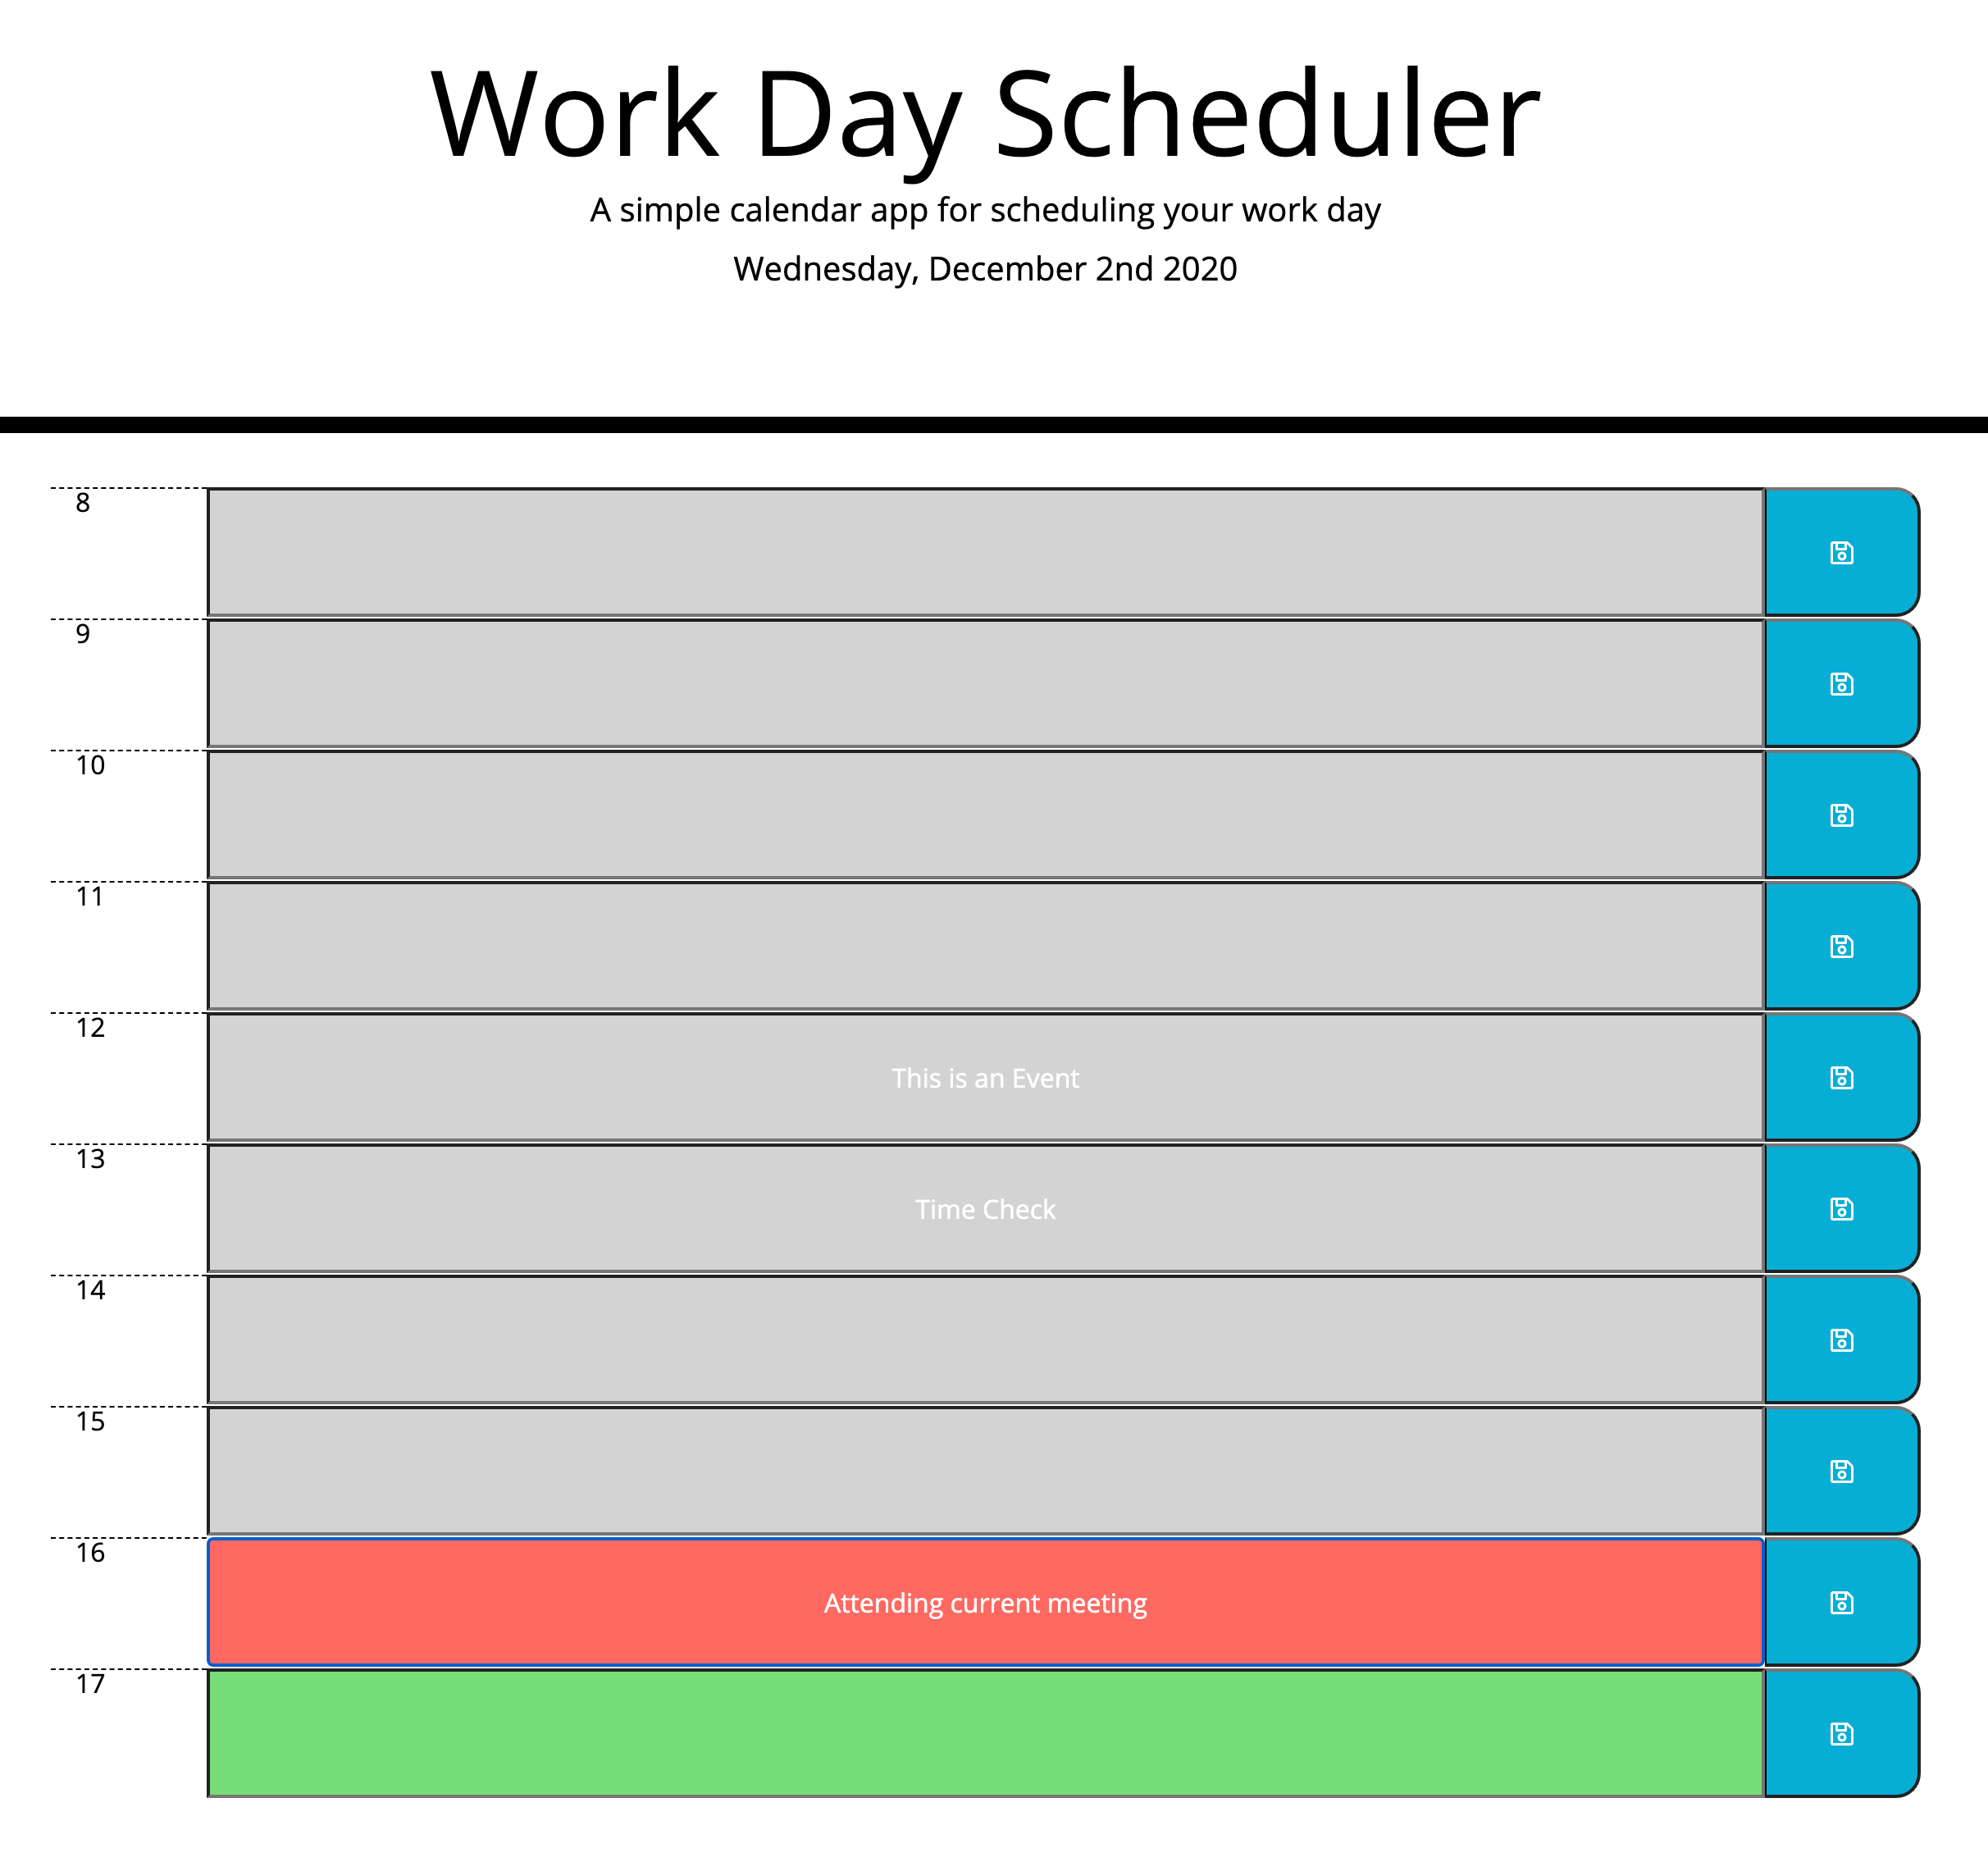 Work Day Scheduler
A simple calendar app for scheduling your work day
Wednesday, December 2nd 2020
8
9
10
11
12
This is an Event
13
Time Check
14
15
16
Attending current meeting
17